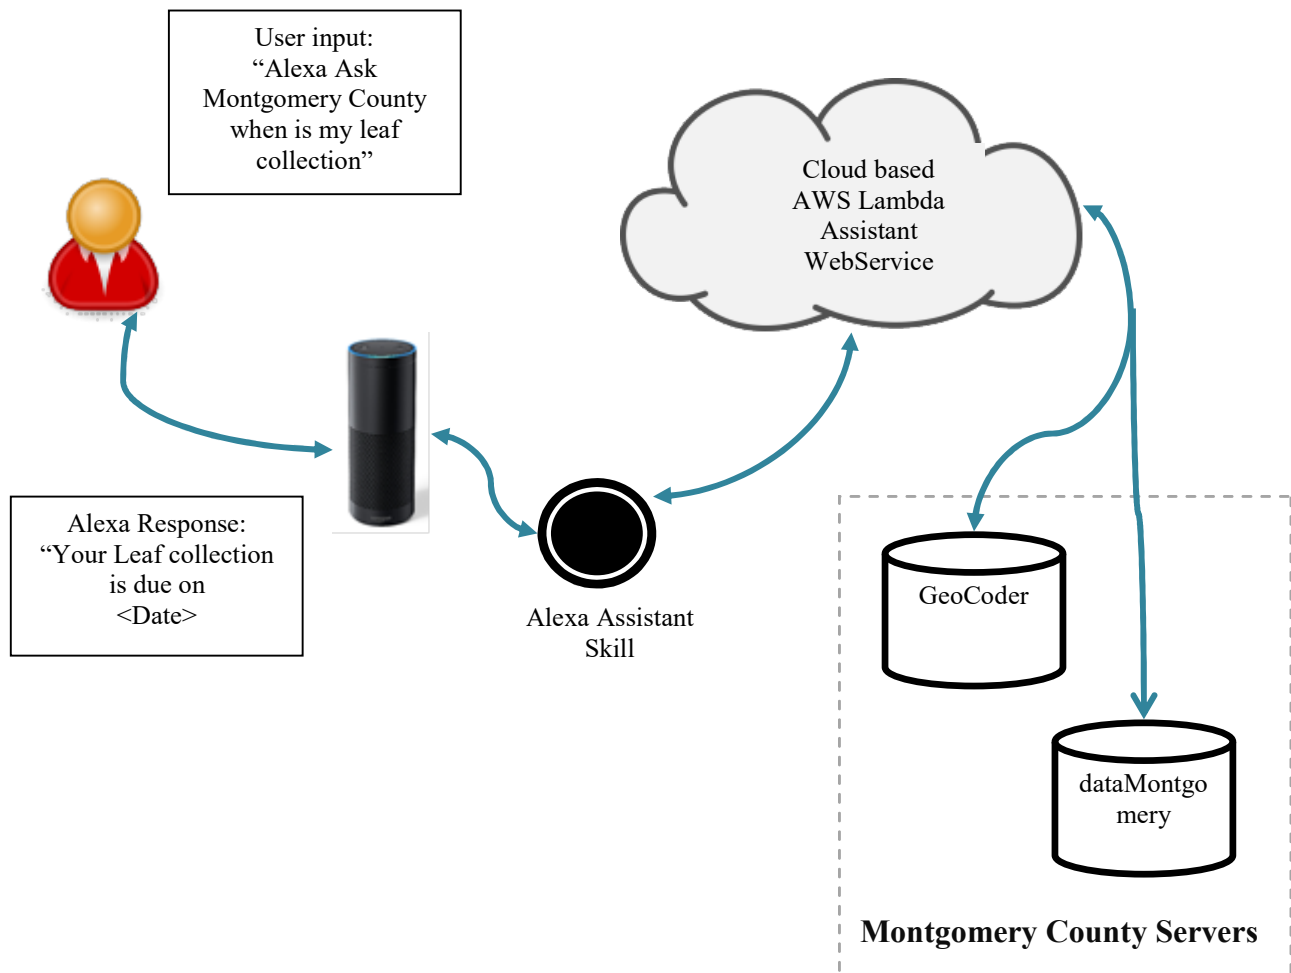 User input:
“Alexa Ask
Montgomery County
when is my leaf
collection”
Cloud based
AWS Lambda
Assistant
WebService
Alexa Response:
“Your Leaf collection
is due on
<Date>
Alexa Assistant
Skill
GeoCoder
dataMontgo
mery
Montgomery County Servers